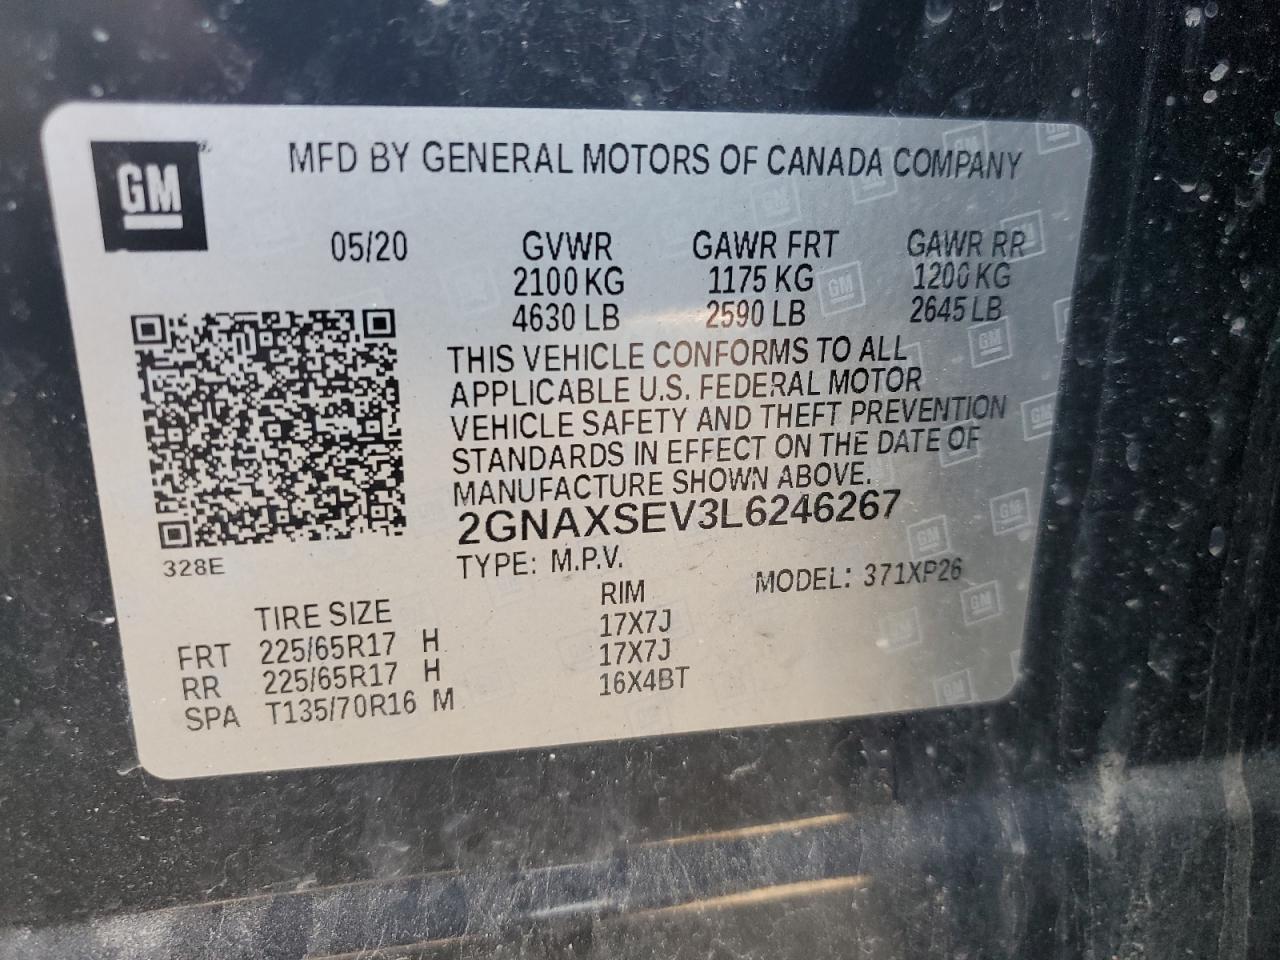 GM
MFD BY GENERAL MOTORS OF CANADA COMPANY
05/20 GVWR GAWR FRT GAWR RR
2100 KG 1175 KG 1200 KG
4630 LB 2590 LB 2645 LB
THIS VEHICLE CONFORMS TO ALL
APPLICABLE U.S. FEDERAL MOTOR
VEHICLE SAFETY AND THEFT PREVENTION
STANDARDS IN EFFECT ON THE DATE OF
MANUFACTURE SHOWN ABOVE.
2GNAXSEV3L6246267
328E
TYPE: M.P.V. MODEL: 371XP26
TIRE SIZE RIM
FRT 225/65R17 H 17X7J
RR 225/65R17 H 17X7J
SPA T135/70R16 M 16X4BT